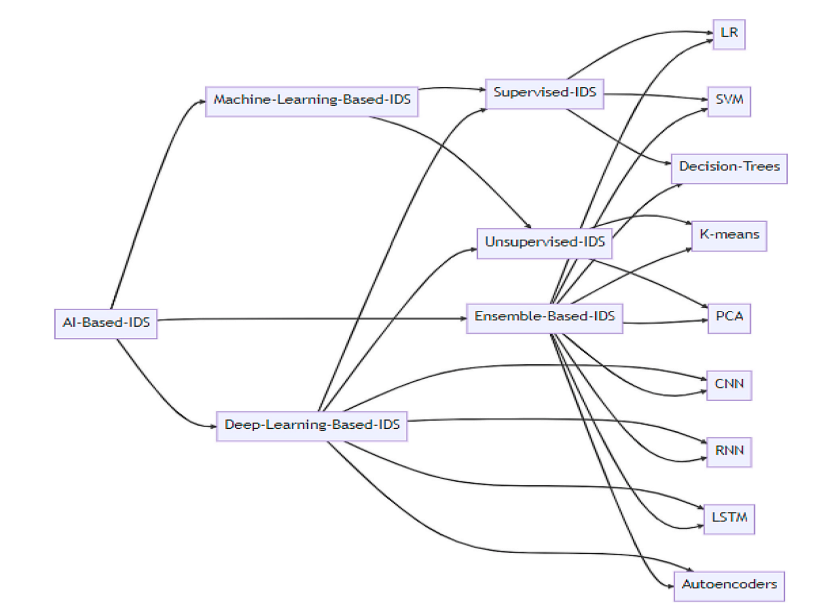 LR
Machine-Learning-Based-IDS
Supervised-IDS
SVM
Decision-Trees
Unsupervised-IDS
K-means
AI-Based-IDS
Ensemble-Based-IDS
PCA
CNN
Deep-Learning-Based-IDS
RNN
LSTM
Autoencoders